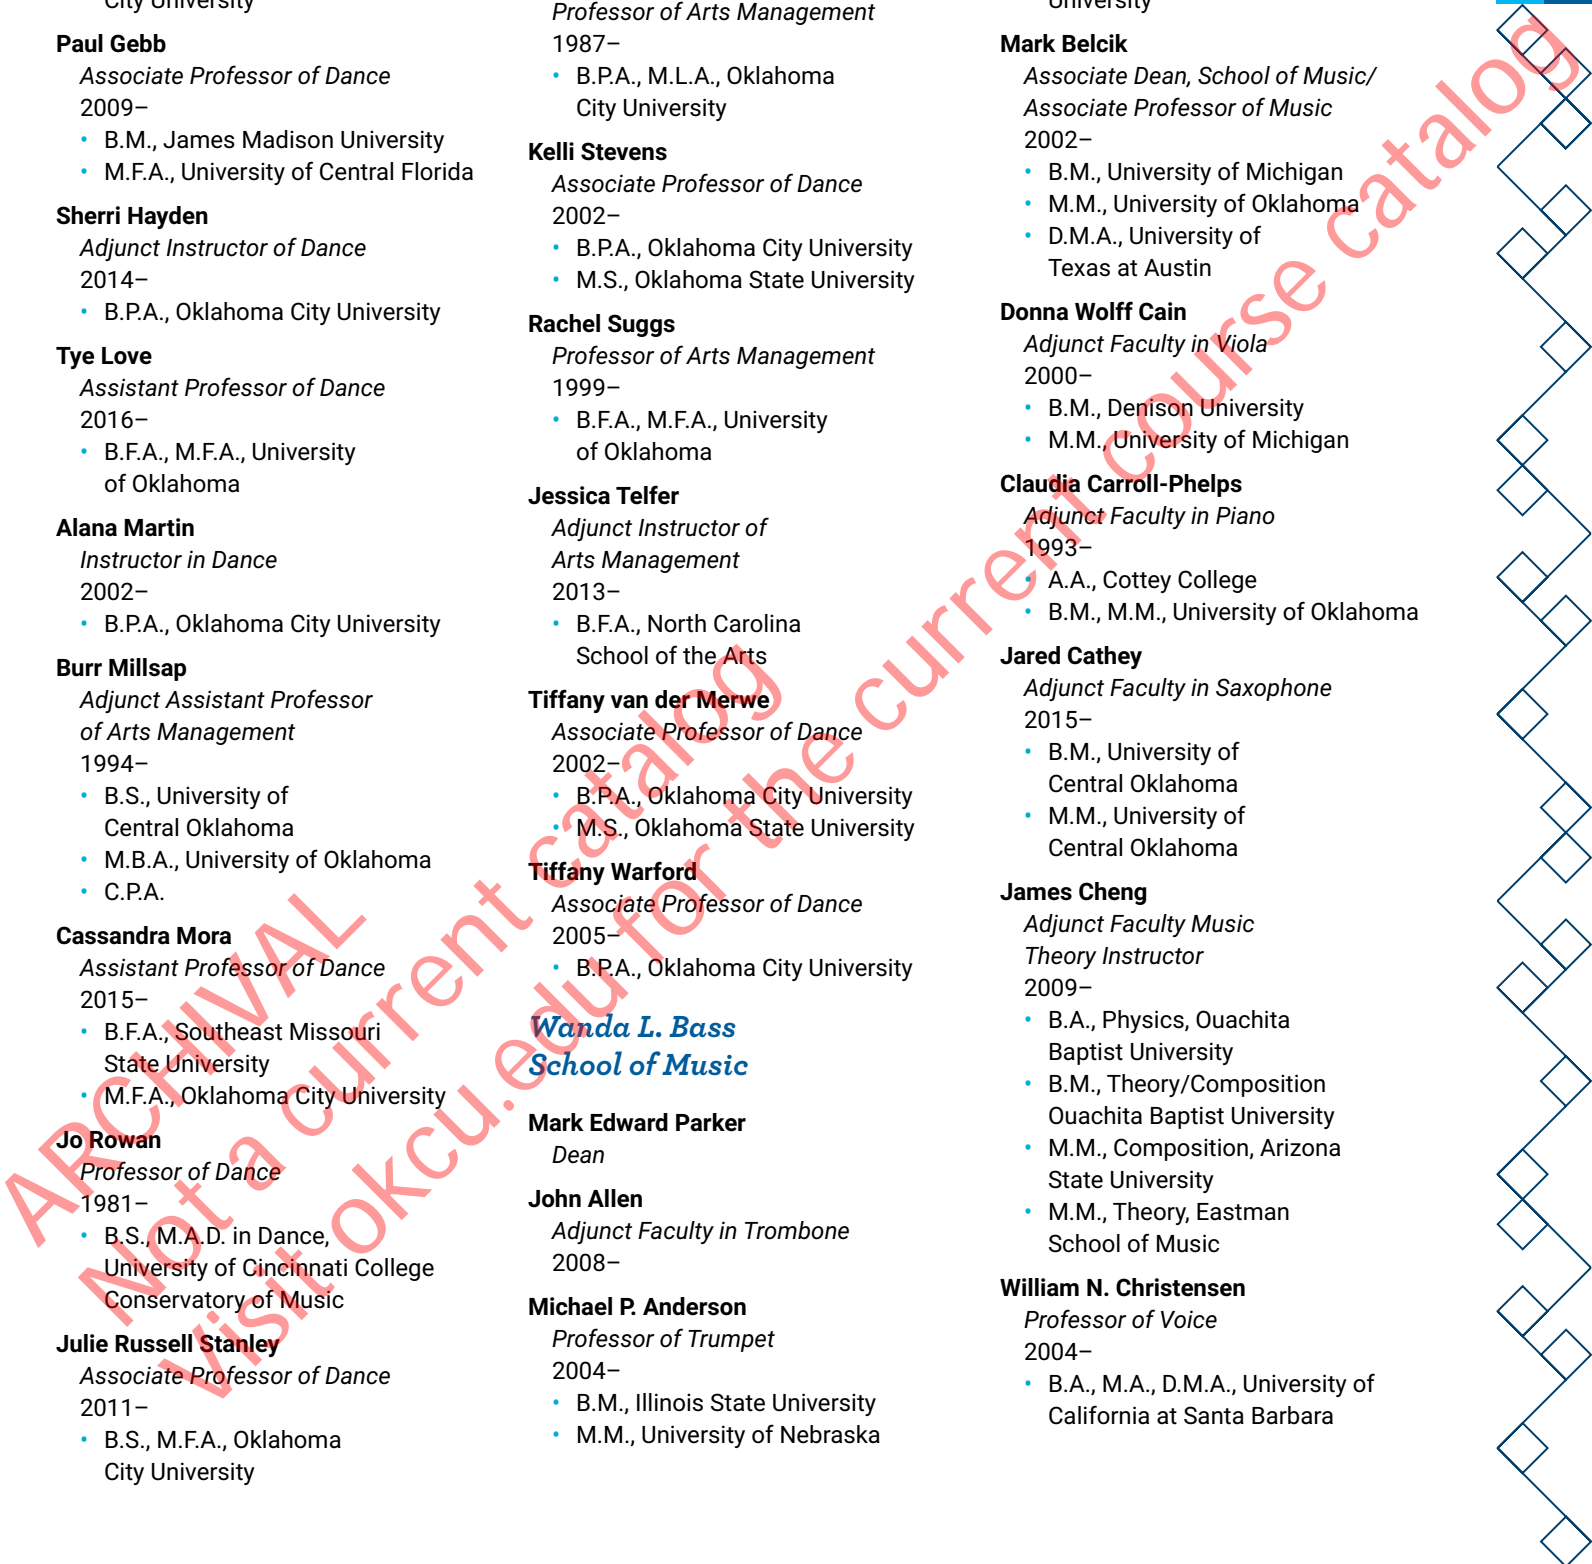 City University
Paul Gebb
Associate Professor of Dance
2009–
• B.M., James Madison University
• M.F.A., University of Central Florida
Sherri Hayden
Adjunct Instructor of Dance
2014–
• B.P.A., Oklahoma City University
Tye Love
Assistant Professor of Dance
2016–
• B.F.A., M.F.A., University
of Oklahoma
Alana Martin
Instructor in Dance
2002–
• B.P.A., Oklahoma City University
Burr Millsap
Adjunct Assistant Professor
of Arts Management
1994–
• B.S., University of
Central Oklahoma
• M.B.A., University of Oklahoma
• C.P.A.
Cassandra Mora
Assistant Professor of Dance
2015–
• B.F.A., Southeast Missouri
State University
• M.F.A., Oklahoma City University
Jo Rowan
Professor of Dance
1981–
• B.S., M.A.D. in Dance,
University of Cincinnati College
Conservatory of Music
Julie Russell Stanley
Associate Professor of Dance
2011–
• B.S., M.F.A., Oklahoma
City University
Professor of Arts Management
1987–
• B.P.A., M.L.A., Oklahoma
City University
Kelli Stevens
Associate Professor of Dance
2002–
• B.P.A., Oklahoma City University
• M.S., Oklahoma State University
Rachel Suggs
Professor of Arts Management
1999–
• B.F.A., M.F.A., University
of Oklahoma
Jessica Telfer
Adjunct Instructor of
Arts Management
2013–
• B.F.A., North Carolina
School of the Arts
Tiffany van der Merwe
Associate Professor of Dance
2002–
• B.P.A., Oklahoma City University
• M.S., Oklahoma State University
Tiffany Warford
Associate Professor of Dance
2005–
• B.P.A., Oklahoma City University
Wanda L. Bass
School of Music
Mark Edward Parker
Dean
John Allen
Adjunct Faculty in Trombone
2008–
Michael P. Anderson
Professor of Trumpet
2004–
• B.M., Illinois State University
• M.M., University of Nebraska
University
Mark Belcik
Associate Dean, School of Music/
Associate Professor of Music
2002–
• B.M., University of Michigan
• M.M., University of Oklahoma
• D.M.A., University of
Texas at Austin
Donna Wolff Cain
Adjunct Faculty in Viola
2000–
• B.M., Denison University
• M.M., University of Michigan
Claudia Carroll-Phelps
Adjunct Faculty in Piano
1993–
• A.A., Cottey College
• B.M., M.M., University of Oklahoma
Jared Cathey
Adjunct Faculty in Saxophone
2015–
• B.M., University of
Central Oklahoma
• M.M., University of
Central Oklahoma
James Cheng
Adjunct Faculty Music
Theory Instructor
2009–
• B.A., Physics, Ouachita
Baptist University
• B.M., Theory/Composition
Ouachita Baptist University
• M.M., Composition, Arizona
State University
• M.M., Theory, Eastman
School of Music
William N. Christensen
Professor of Voice
2004–
• B.A., M.A., D.M.A., University of
California at Santa Barbara
ARCHIVAL
Not a current catalog
visit okcu.edu for the current course catalog